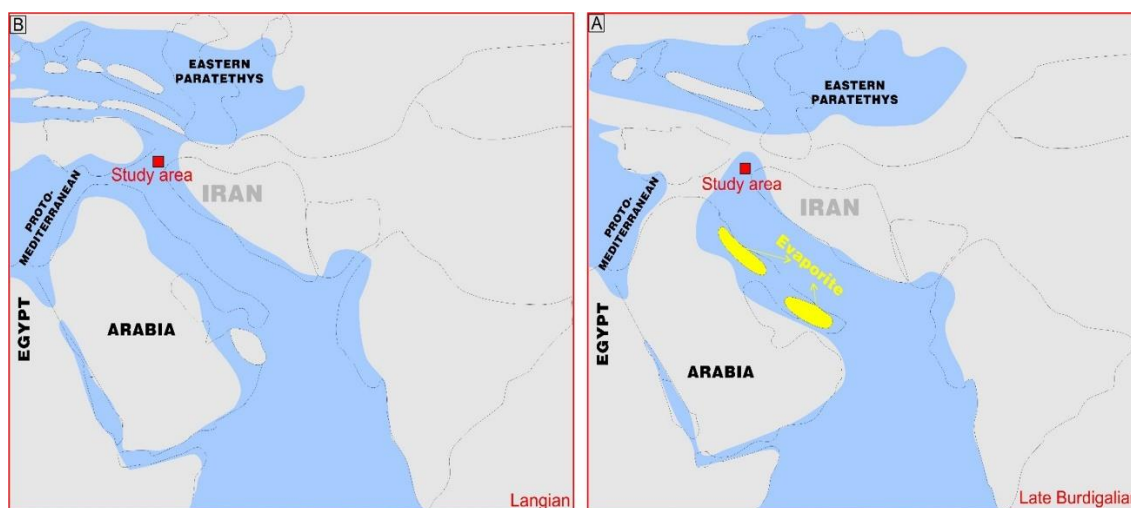 B
EASTERN
PARATETHYS
Study area
IRAN
PROTO-
MEDITERRANEAN
EGYPT
ARABIA
Langian
A
EASTERN
PARATETHYS
Study area
IRAN
PROTO-
MEDITERRANEAN
Evaporite
EGYPT
ARABIA
Late Burdigalian